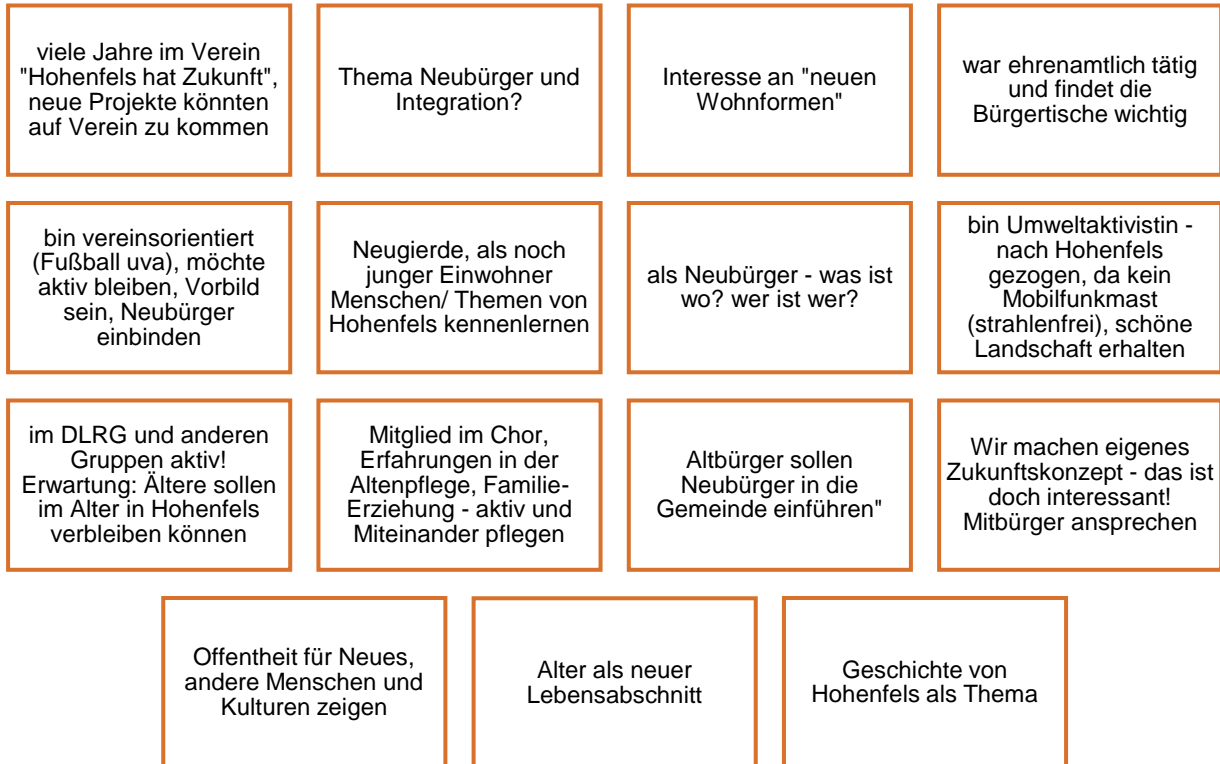 viele Jahre im Verein
"Hohenfels hat Zukunft",
neue Projekte könnten
auf Verein zu kommen
Thema Neubürger und
Integration?
Interesse an "neuen
Wohnformen"
war ehrenamtlich tätig
und findet die
Bürgertische wichtig
bin vereinsorientiert
(Fußball uva), möchte
aktiv bleiben, Vorbild
sein, Neubürger
einbinden
Neugierde, als noch
junger Einwohner
Menschen/ Themen von
Hohenfels kennenlernen
als Neubürger - was ist
wo? wer ist wer?
bin Umweltaktivistin -
nach Hohenfels
gezogen, da kein
Mobilfunkmast
(strahlenfrei), schöne
Landschaft erhalten
im DLRG und anderen
Gruppen aktiv!
Erwartung: Ältere sollen
im Alter in Hohenfels
verbleiben können
Mitglied im Chor,
Erfahrungen in der
Altenpflege, Familie-
Erziehung - aktiv und
Miteinander pflegen
Altbürger sollen
Neubürger in die
Gemeinde einführen"
Wir machen eigenes
Zukunftskonzept - das ist
doch interessant!
Mitbürger ansprechen
Offentheit für Neues,
andere Menschen und
Kulturen zeigen
Alter als neuer
Lebensabschnitt
Geschichte von
Hohenfels als Thema